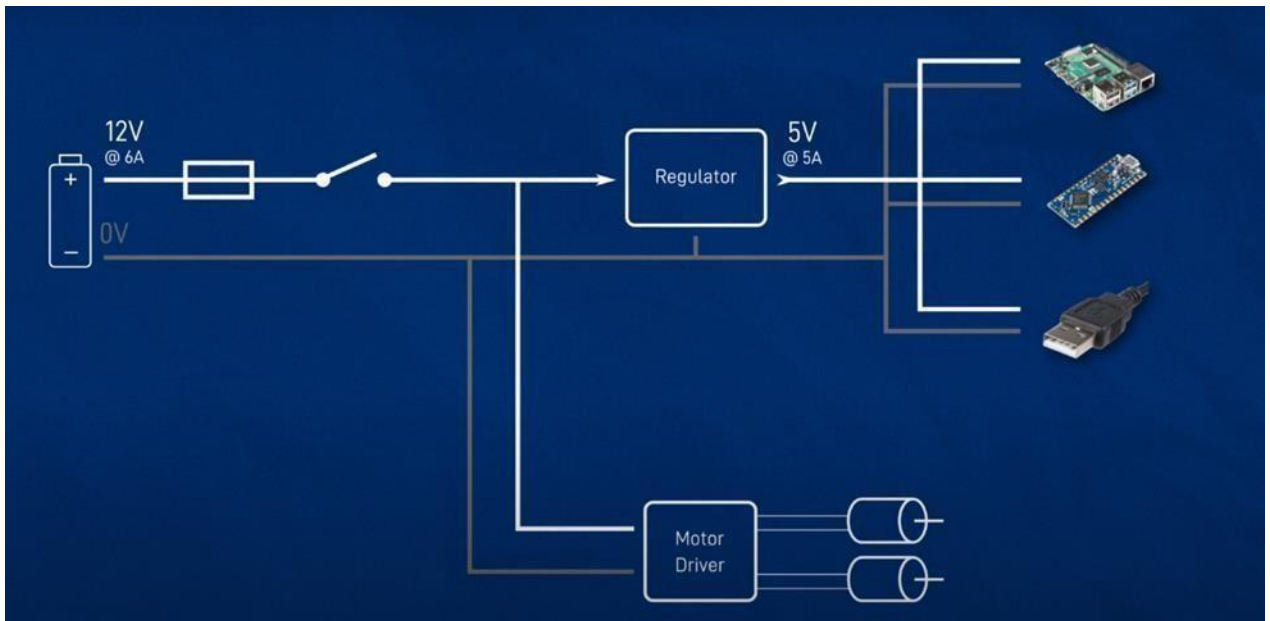 12V
@ 6A
+
0V
−
Regulator
5V
@ 5A
Motor
Driver